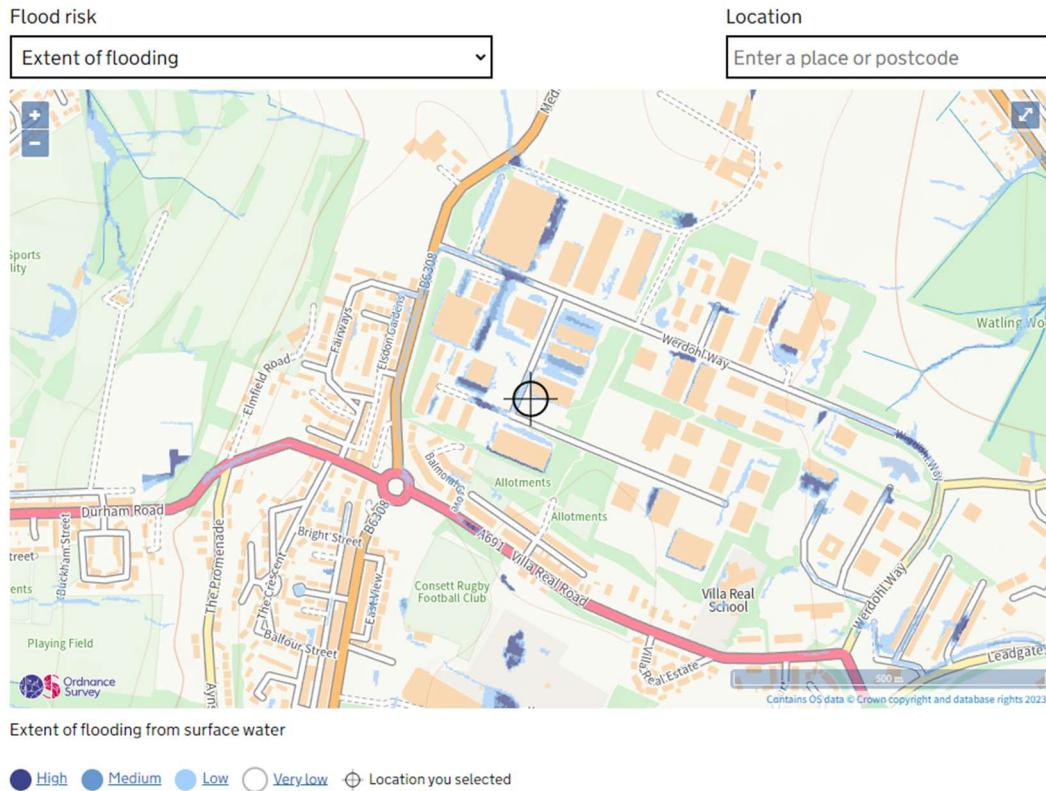 Flood risk
Location
Extent of flooding
Enter a place or postcode
+
−
Med
Sports
lity
B6308
Fairways
Elsdon Gardens
Werdohl Way
Watling Wo
Elmfield Road
Werdohl Way
Durham Road
Balmoral
Allotments
Allotments
B6308
Bright Street
A691 Villa Real Road
Buckham Street
treet
The Promenade
The Crescent
East View
Consett Rugby
Football Club
Villa Real
School
Werdohl Way
ents
Balfour Street
Playing Field
Villa
Real Estate
Leadgate
Ordnance
Survey
500 m
Contains OS data © Crown copyright and database rights 2023
Extent of flooding from surface water
High Medium Low Very low Location you selected